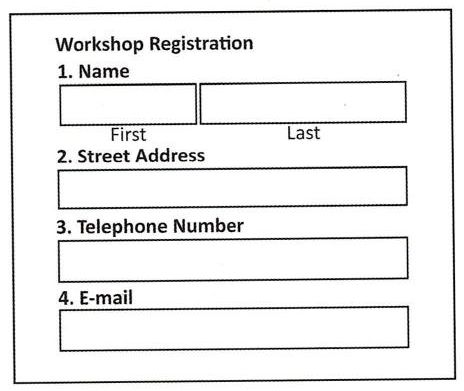 Workshop Registration
1. Name
First Last
2. Street Address
3. Telephone Number
4. E-mail